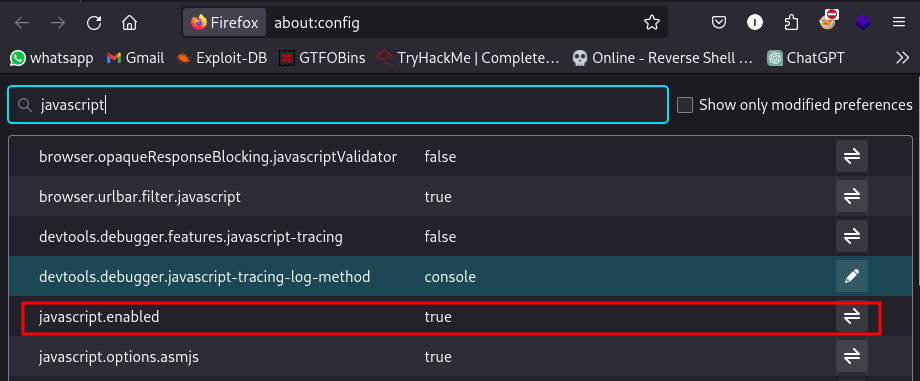 Firefox about:config
whatsapp Gmail Exploit-DB GTFOBins TryHackMe | Complete… Online - Reverse Shell … ChatGPT
javascript Show only modified preferences
browser.opaqueResponseBlocking.javascriptValidator false
browser.urlbar.filter.javascript true
devtools.debugger.features.javascript-tracing false
devtools.debugger.javascript-tracing-log-method console
javascript.enabled true
javascript.options.asmjs true